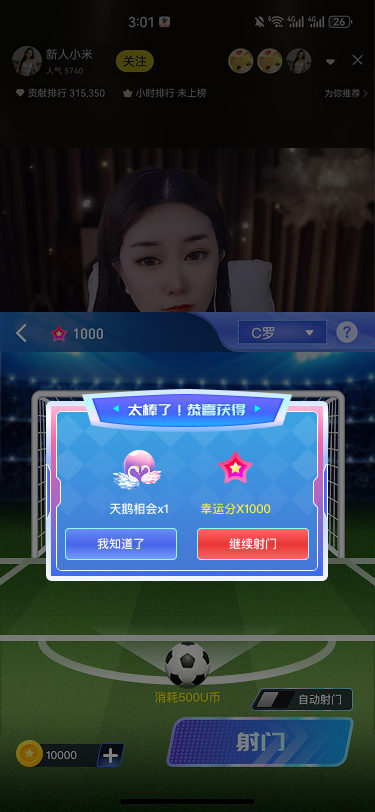 3:01
26
新人小米
人气 5740
关注
贡献排行 315,350
小时排行 未上榜
为你推荐
1000
C罗
?
太棒了！恭喜获得
天鹅相会x1
幸运分X1000
我知道了
继续射门
消耗500U币
自动射门
10000
射门